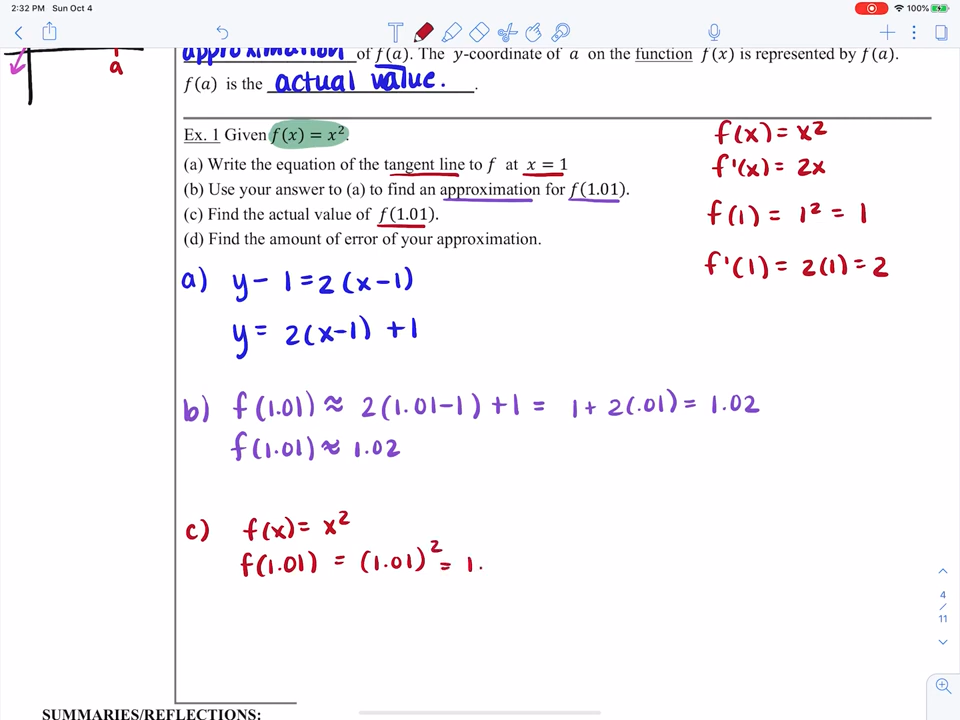 2:32 PM Sun Oct 4
100%
a
approximation of f(a). The y-coordinate of a on the function f(x) is represented by f(a).
f(a) is the actual value.
Ex. 1 Given f(x) = x²
(a) Write the equation of the tangent line to f at x = 1
(b) Use your answer to (a) to find an approximation for f(1.01).
(c) Find the actual value of f(1.01).
(d) Find the amount of error of your approximation.
f(x) = x²
f'(x) = 2x
f(1) = 1² = 1
f'(1) = 2(1) = 2
a) y - 1 = 2(x-1)
y = 2(x-1) +1
b) f(1.01) ≈ 2(1.01-1) +1 = 1 + 2(.01) = 1.02
f(1.01) ≈ 1.02
c) f(x) = x²
f(1.01) = (1.01)² = 1.
4
/
11
SUMMARIES/REFLECTIONS: